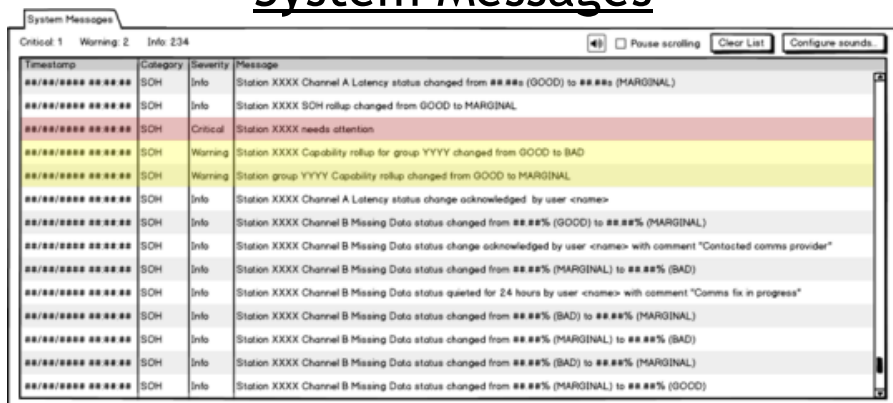 System Messages
System Messages
Critical: 1 Warning: 2 Info: 234 Pause scrolling Clear List Configure sounds...
Timestamp Category Severity Message
##/##/#### ##:##:## SOH Info Station XXXX Channel A Latency status changed from ##.##s (GOOD) to ##.##s (MARGINAL)
##/##/#### ##:##:## SOH Info Station XXXX SOH rollup changed from GOOD to MARGINAL
##/##/#### ##:##:## SOH Critical Station XXXX needs attention
##/##/#### ##:##:## SOH Warning Station XXXX Capability rollup for group YYYY changed from GOOD to BAD
##/##/#### ##:##:## SOH Warning Station group YYYY Capability rollup changed from GOOD to MARGINAL
##/##/#### ##:##:## SOH Info Station XXXX Channel A Latency status change acknowledged by user <name>
##/##/#### ##:##:## SOH Info Station XXXX Channel B Missing Data status changed from ##.##% (GOOD) to ##.##% (MARGINAL)
##/##/#### ##:##:## SOH Info Station XXXX Channel B Missing Data status change acknowledged by user <name> with comment "Contacted comms provider"
##/##/#### ##:##:## SOH Info Station XXXX Channel B Missing Data status changed from ##.##% (MARGINAL) to ##.##% (BAD)
##/##/#### ##:##:## SOH Info Station XXXX Channel B Missing Data status quieted for 24 hours by user <name> with comment "Comms fix in progress"
##/##/#### ##:##:## SOH Info Station XXXX Channel B Missing Data status changed from ##.##% (BAD) to ##.##% (MARGINAL)
##/##/#### ##:##:## SOH Info Station XXXX Channel B Missing Data status changed from ##.##% (MARGINAL) to ##.##% (BAD)
##/##/#### ##:##:## SOH Info Station XXXX Channel B Missing Data status changed from ##.##% (BAD) to ##.##% (MARGINAL)
##/##/#### ##:##:## SOH Info Station XXXX Channel B Missing Data status changed from ##.##% (MARGINAL) to ##.##% (GOOD)